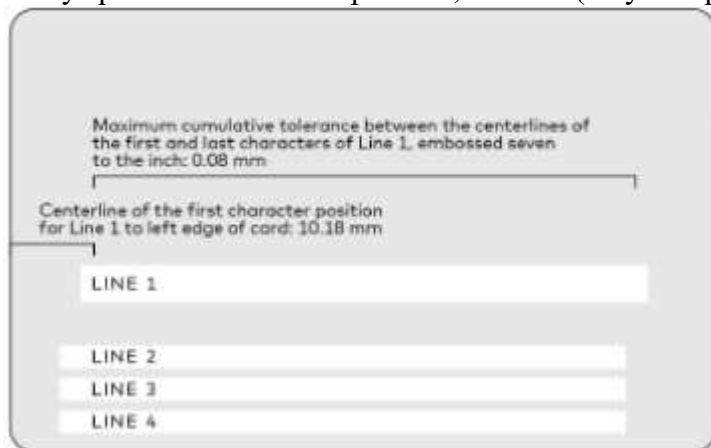 Maximum cumulative tolerance between the centerlines of
the first and last characters of Line 1, embossed seven
to the inch: 0.08 mm
Centerline of the first character position
for Line 1 to left edge of card: 10.18 mm
LINE 1
LINE 2
LINE 3
LINE 4